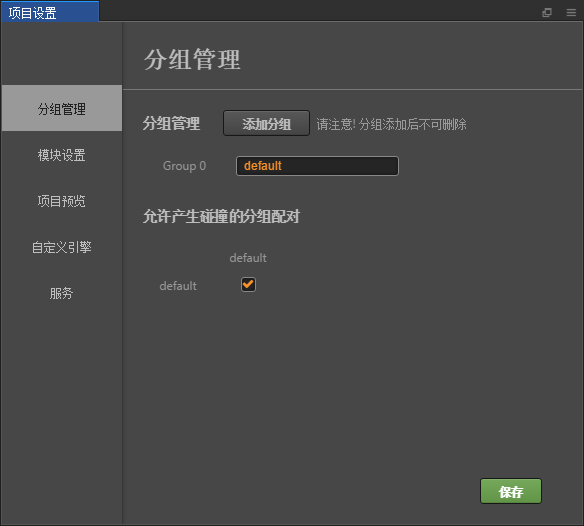 项目设置
分组管理
分组管理
模块设置
项目预览
自定义引擎
服务
分组管理 添加分组 请注意! 分组添加后不可删除
Group 0 default
允许产生碰撞的分组配对
default
default
保存